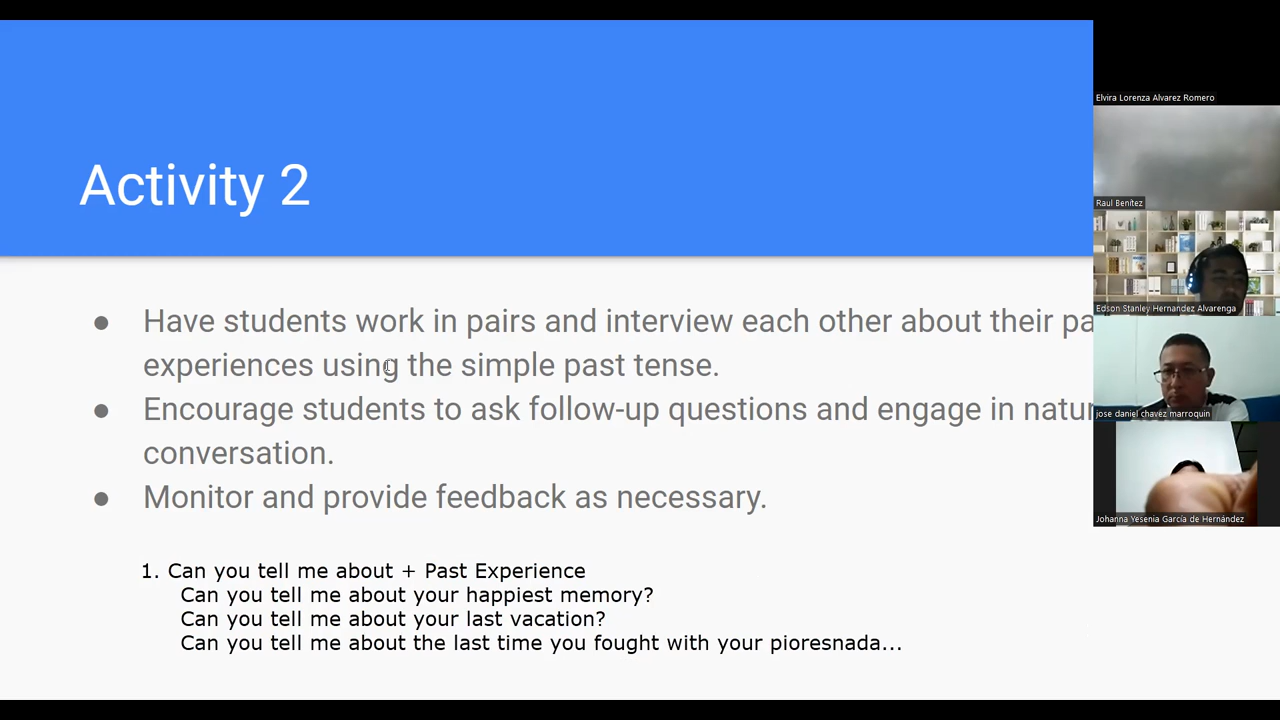 Activity 2
● Have students work in pairs and interview each other about their pa
experiences using the simple past tense.
● Encourage students to ask follow-up questions and engage in natur
conversation.
● Monitor and provide feedback as necessary.
1. Can you tell me about + Past Experience
Can you tell me about your happiest memory?
Can you tell me about your last vacation?
Can you tell me about the last time you fought with your pioresnada...
Elvira Lorenza Alvarez Romero
Raul Benítez
Edson Stanley Hernandez Alvarenga
jose daniel chavez marroquin
Johanna Yesenia García de Hernández